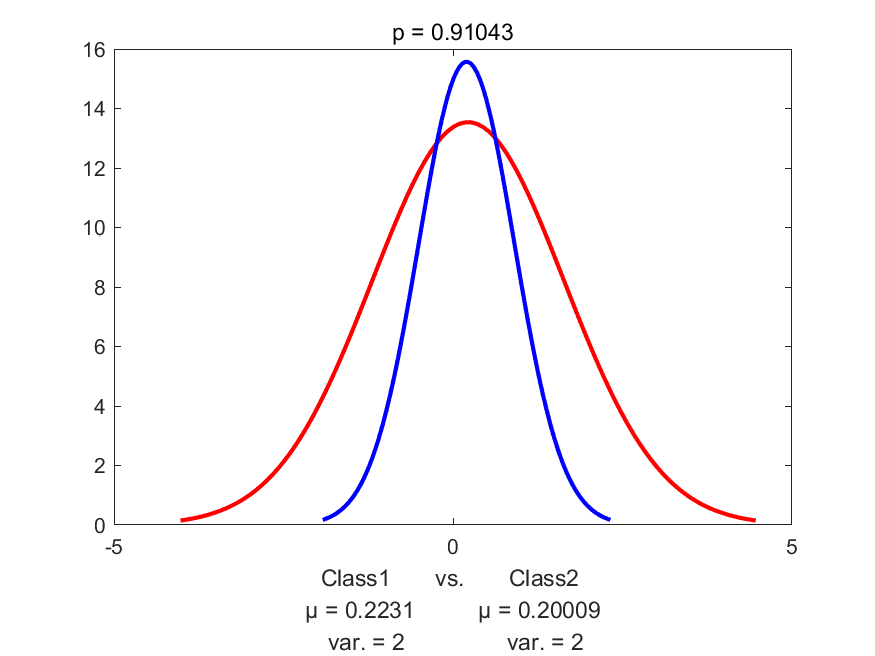 p = 0.91043
16
14
12
10
8
6
4
2
0
-5 0 5
Class1 vs. Class2
μ = 0.2231 μ = 0.20009
var. = 2 var. = 2